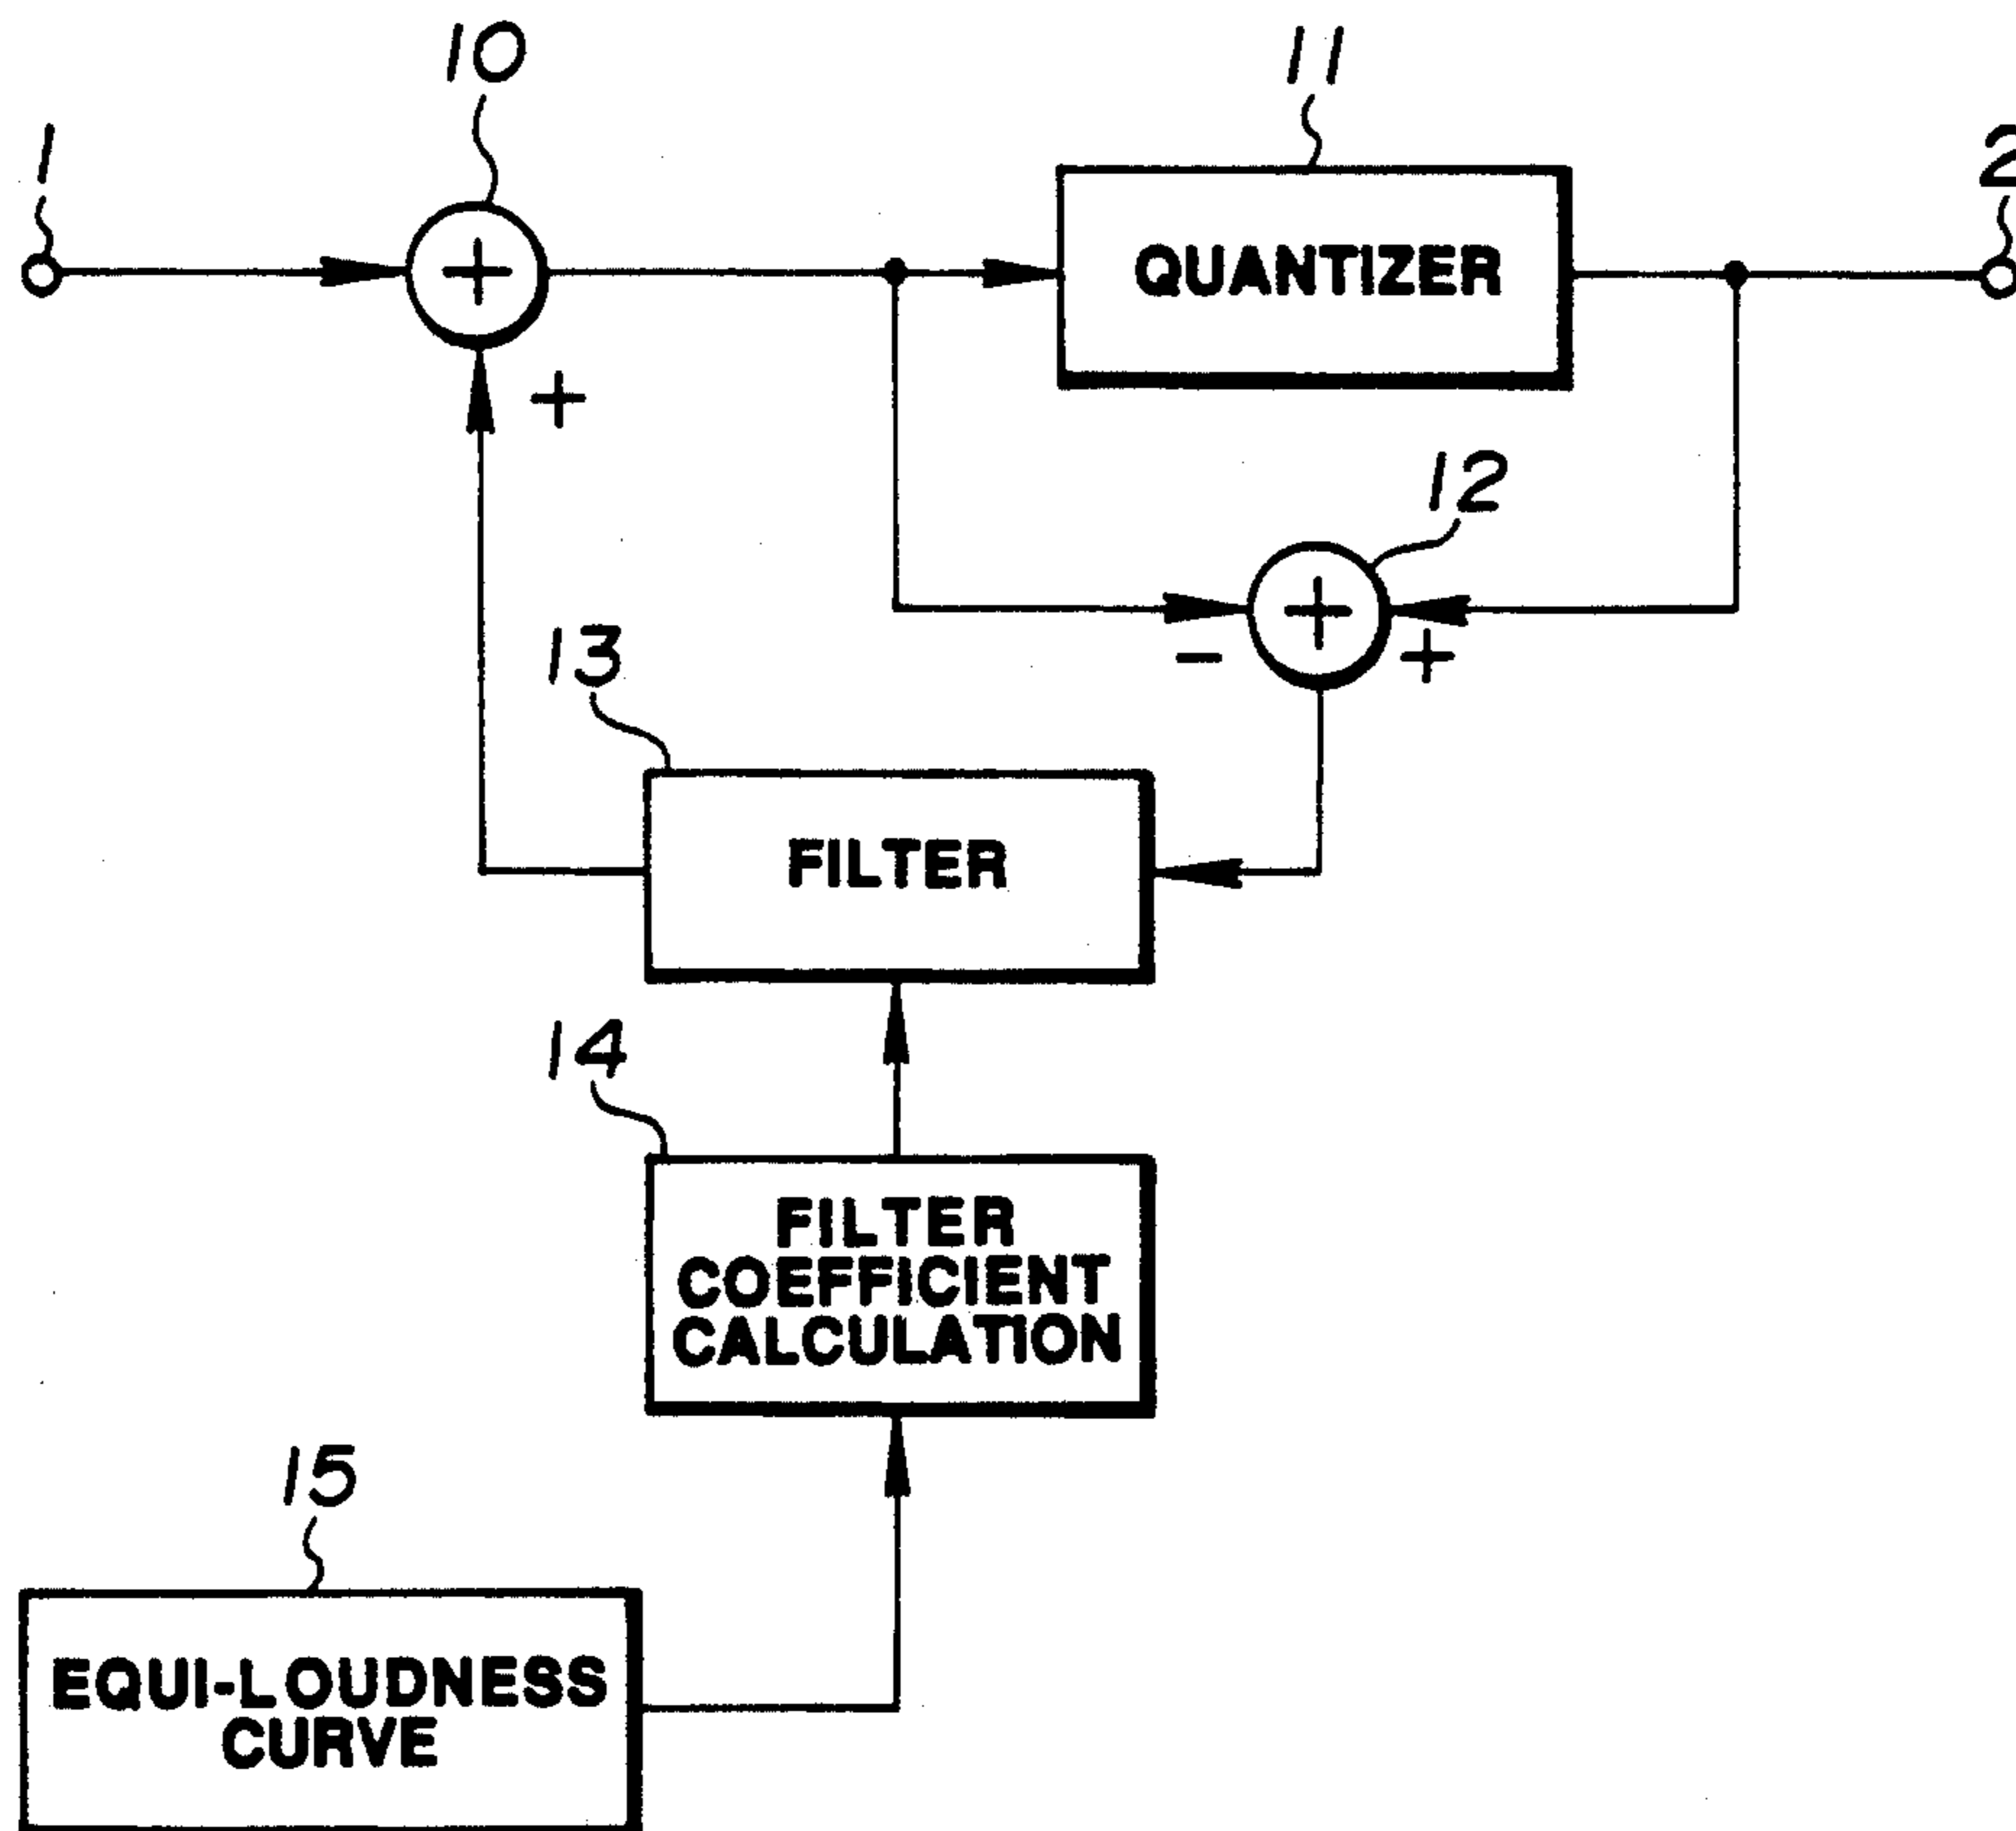 10
11
1
2
+
QUANTIZER
+
12
+
- +
13
FILTER
14
FILTER
COEFFICIENT
CALCULATION
15
EQUI-LOUDNESS
CURVE